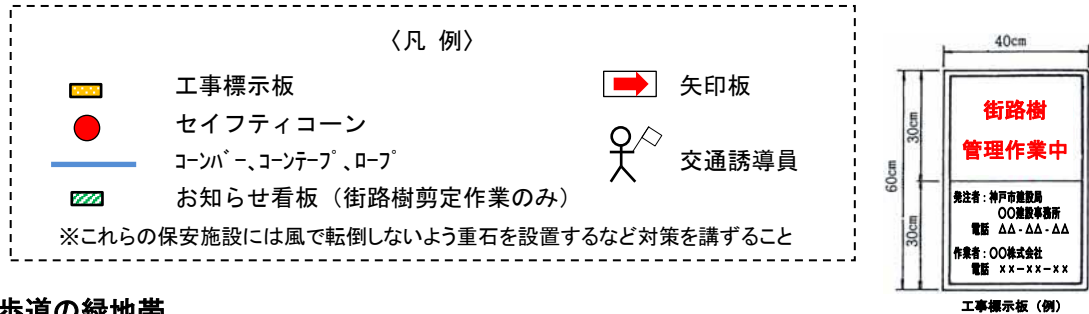 〈凡 例〉
工事標示板
矢印板
セイフティコーン
コーンバー、コーンテープ、ロープ
交通誘導員
お知らせ看板（街路樹剪定作業のみ）
※これらの保安施設には風で転倒しないよう重石を設置するなど対策を講ずること
40cm
60cm
30cm
30cm
街路樹
管理作業中
発注者：神戸市建設局
〇〇建設事務所
電話 △△-△△-△△
作業者：〇〇株式会社
電話 ××-××-××
工事標示板（例）
歩道の緑地帯